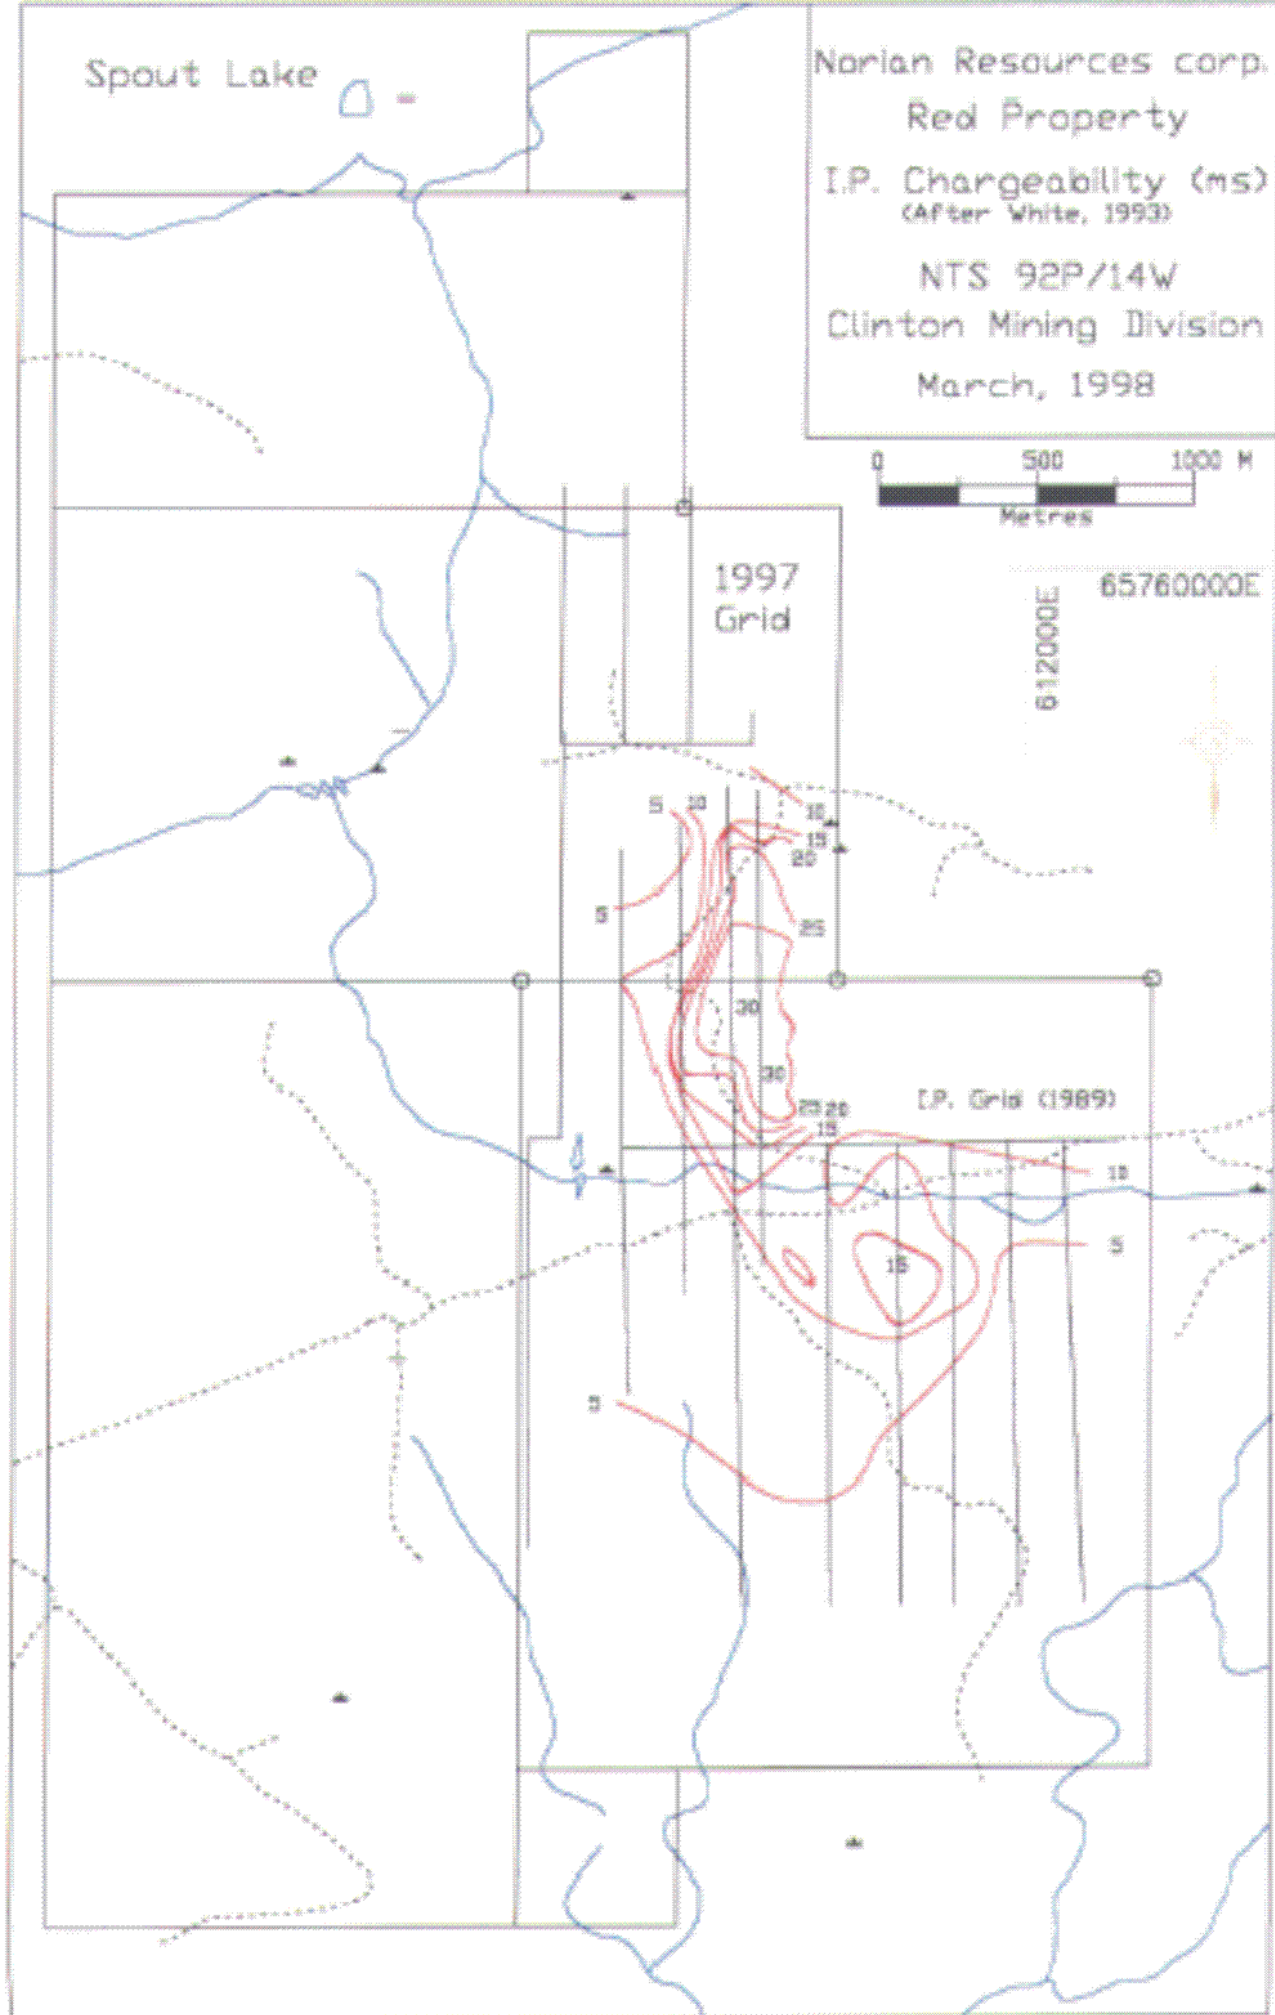 Spout Lake
Norian Resources corp.
Red Property
I.P. Chargeability (ms)
(After White, 1993)
NTS 92P/14W
Clinton Mining Division
March, 1998
0 500 1000 M
Metres
65760000E
612000E
1997
Grid
5 10
10
15
20
5
25
30
30
25 20
15
I.P. Grid (1989)
10
5
15
5